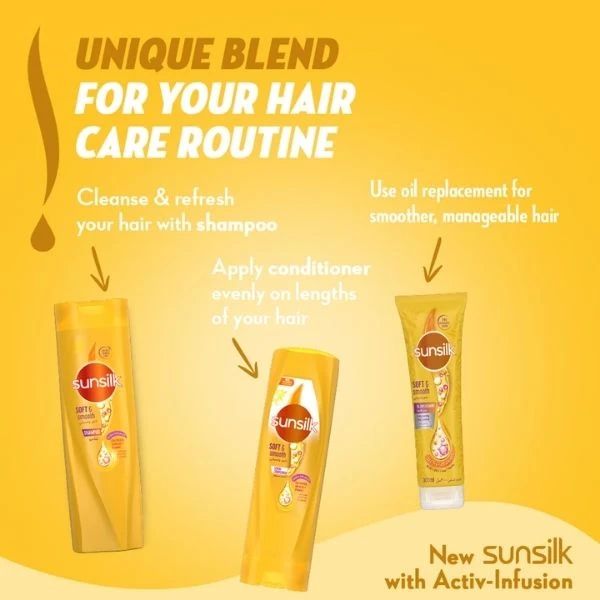 UNIQUE BLEND
FOR YOUR HAIR
CARE ROUTINE
Cleanse & refresh
your hair with shampoo
Use oil replacement for
smoother, manageable hair
Apply conditioner
evenly on lengths
of your hair
sunsilk
SOFT &
smooth
SHAMPOO
sunsilk
SOFT &
smooth
sunsilk
SOFT &
smooth
300ml
New sunsilk
with Activ-Infusion